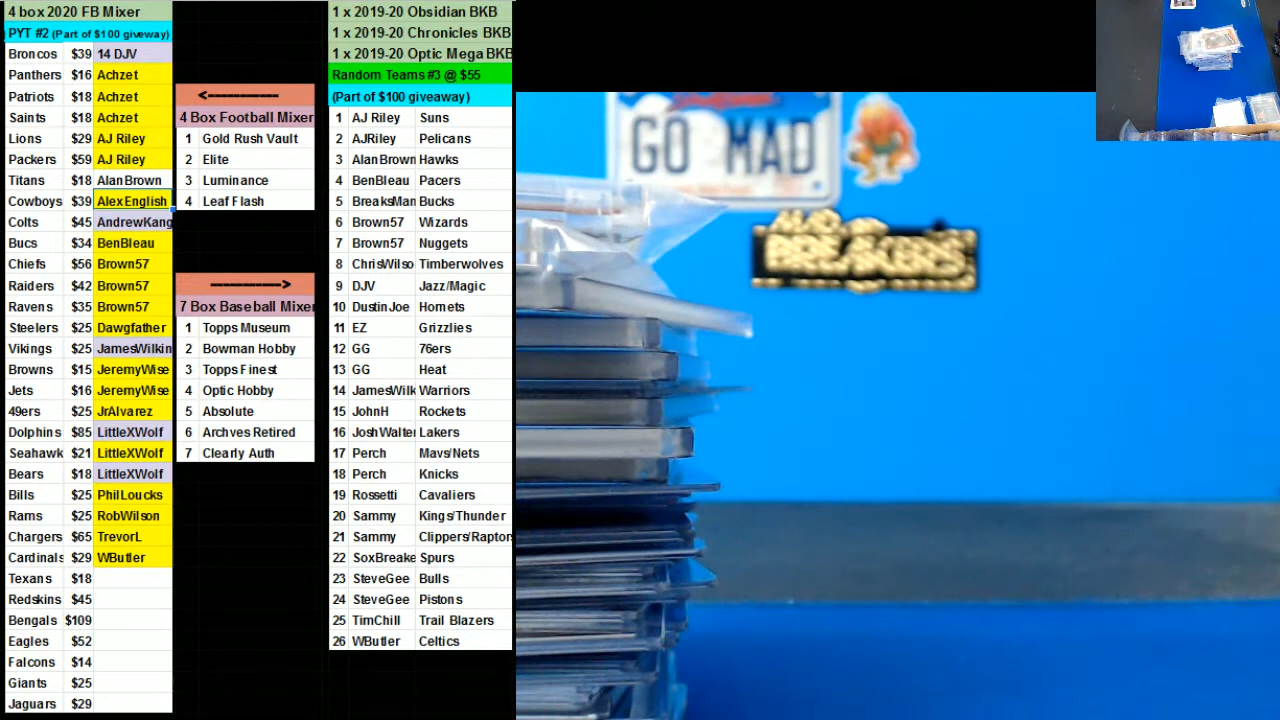 4 box 2020 FB Mixer
PYT #2 (Part of $100 giveway)
Broncos $39 14 DJV
Panthers $16 Achzet
Patriots $18 Achzet
Saints $18 Achzet
Lions $29 AJ Riley
Packers $59 AJ Riley
Titans $18 AlanBrown
Cowboys $39 AlexEnglish
Colts $45 AndrewKang
Bucs $34 BenBleau
Chiefs $56 Brown57
Raiders $42 Brown57
Ravens $35 Brown57
Steelers $25 Dawgfather
Vikings $25 JamesWilkin
Browns $15 JeremyWise
Jets $16 JeremyWise
49ers $25 JrAlvarez
Dolphins $85 LittleXWolf
Seahawk $21 LittleXWolf
Bears $18 LittleXWolf
Bills $25 PhilLoucks
Rams $25 RobWilson
Chargers $65 TrevorL
Cardinals $29 WButler
Texans $18
Redskins $45
Bengals $109
Eagles $52
Falcons $14
Giants $25
Jaguars $29
<-----------
4 Box Football Mixer
1 Gold Rush Vault
2 Elite
3 Luminance
4 Leaf Flash
----------->
7 Box Baseball Mixer
1 Topps Museum
2 Bowman Hobby
3 Topps Finest
4 Optic Hobby
5 Absolute
6 Archves Retired
7 Clearly Auth
1 x 2019-20 Obsidian BKB
1 x 2019-20 Chronicles BKB
1 x 2019-20 Optic Mega BKB
Random Teams #3 @ $55
(Part of $100 giveaway)
1 AJ Riley Suns
2 AJRiley Pelicans
3 AlanBrown Hawks
4 BenBleau Pacers
5 BreaksMan Bucks
6 Brown57 Wizards
7 Brown57 Nuggets
8 ChrisWilso Timberwolves
9 DJV Jazz/Magic
10 DustinJoe Hornets
11 EZ Grizzlies
12 GG 76ers
13 GG Heat
14 JamesWilk Warriors
15 JohnH Rockets
16 JoshWalter Lakers
17 Perch Mavs/Nets
18 Perch Knicks
19 Rossetti Cavaliers
20 Sammy Kings/Thunder
21 Sammy Clippers/Raptors
22 SoxBreake Spurs
23 SteveGee Bulls
24 SteveGee Pistons
25 TimChill Trail Blazers
26 WButler Celtics
GO MAD
MAD
BREAKERS